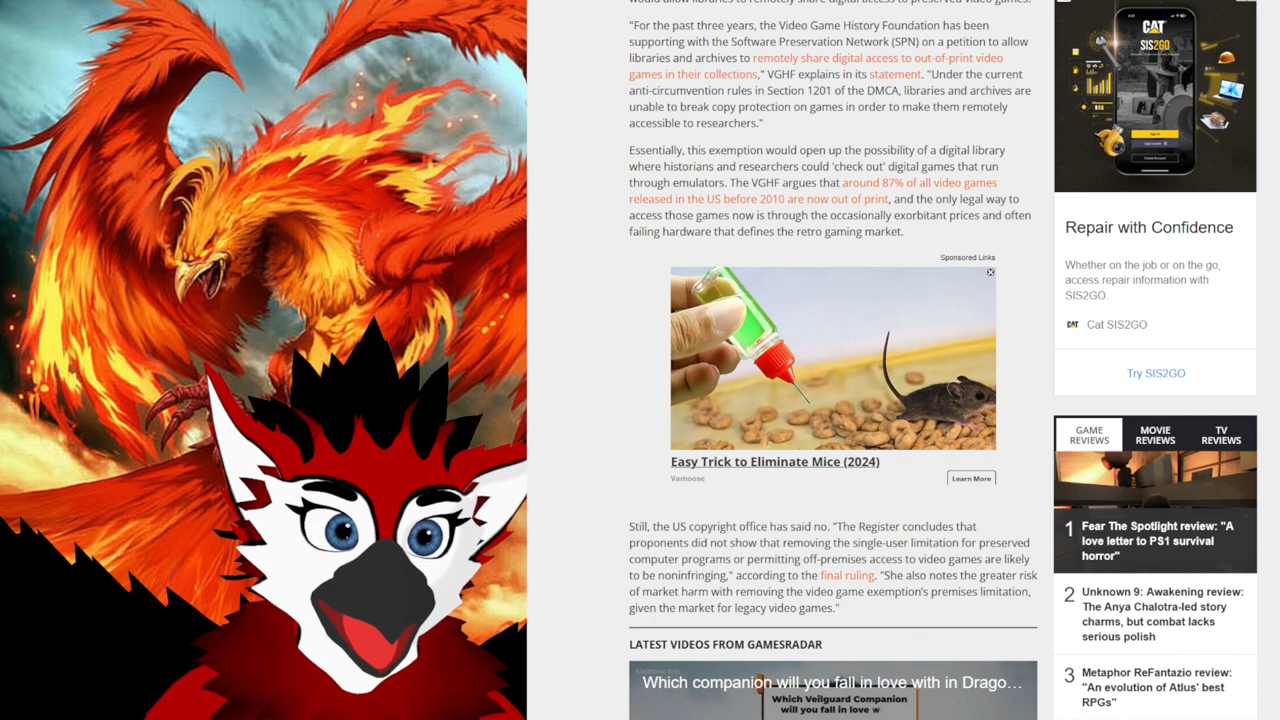 would allow libraries to remotely share digital access to preserved video games.
"For the past three years, the Video Game History Foundation has been
supporting with the Software Preservation Network (SPN) on a petition to allow
libraries and archives to remotely share digital access to out-of-print video
games in their collections," VGHF explains in its statement. "Under the current
anti-circumvention rules in Section 1201 of the DMCA, libraries and archives are
unable to break copy protection on games in order to make them remotely
accessible to researchers."
Essentially, this exemption would open up the possibility of a digital library
where historians and researchers could 'check out' digital games that run
through emulators. The VGHF argues that around 87% of all video games
released in the US before 2010 are now out of print, and the only legal way to
access those games now is through the occasionally exorbitant prices and often
failing hardware that defines the retro gaming market.
Sponsored Links
Easy Trick to Eliminate Mice (2024)
Vamoose
Learn More
Still, the US copyright office has said no. "The Register concludes that
proponents did not show that removing the single-user limitation for preserved
computer programs or permitting off-premises access to video games are likely
to be noninfringing," according to the final ruling. "She also notes the greater risk
of market harm with removing the video game exemption's premises limitation,
given the market for legacy video games."
LATEST VIDEOS FROM GAMESRADAR
Which companion will you fall in love with in Drago…
Which Veilguard Companion
will you fall in love w
CAT
SIS2GO
Repair with Confidence
Whether on the job or on the go,
access repair information with
SIS2GO.
CAT Cat SIS2GO
Try SIS2GO
GAME REVIEWS
MOVIE REVIEWS
TV REVIEWS
1 Fear The Spotlight review: "A
love letter to PS1 survival
horror"
2 Unknown 9: Awakening review:
The Anya Chalotra-led story
charms, but combat lacks
serious polish
3 Metaphor ReFantazio review:
"An evolution of Atlus' best
RPGs"